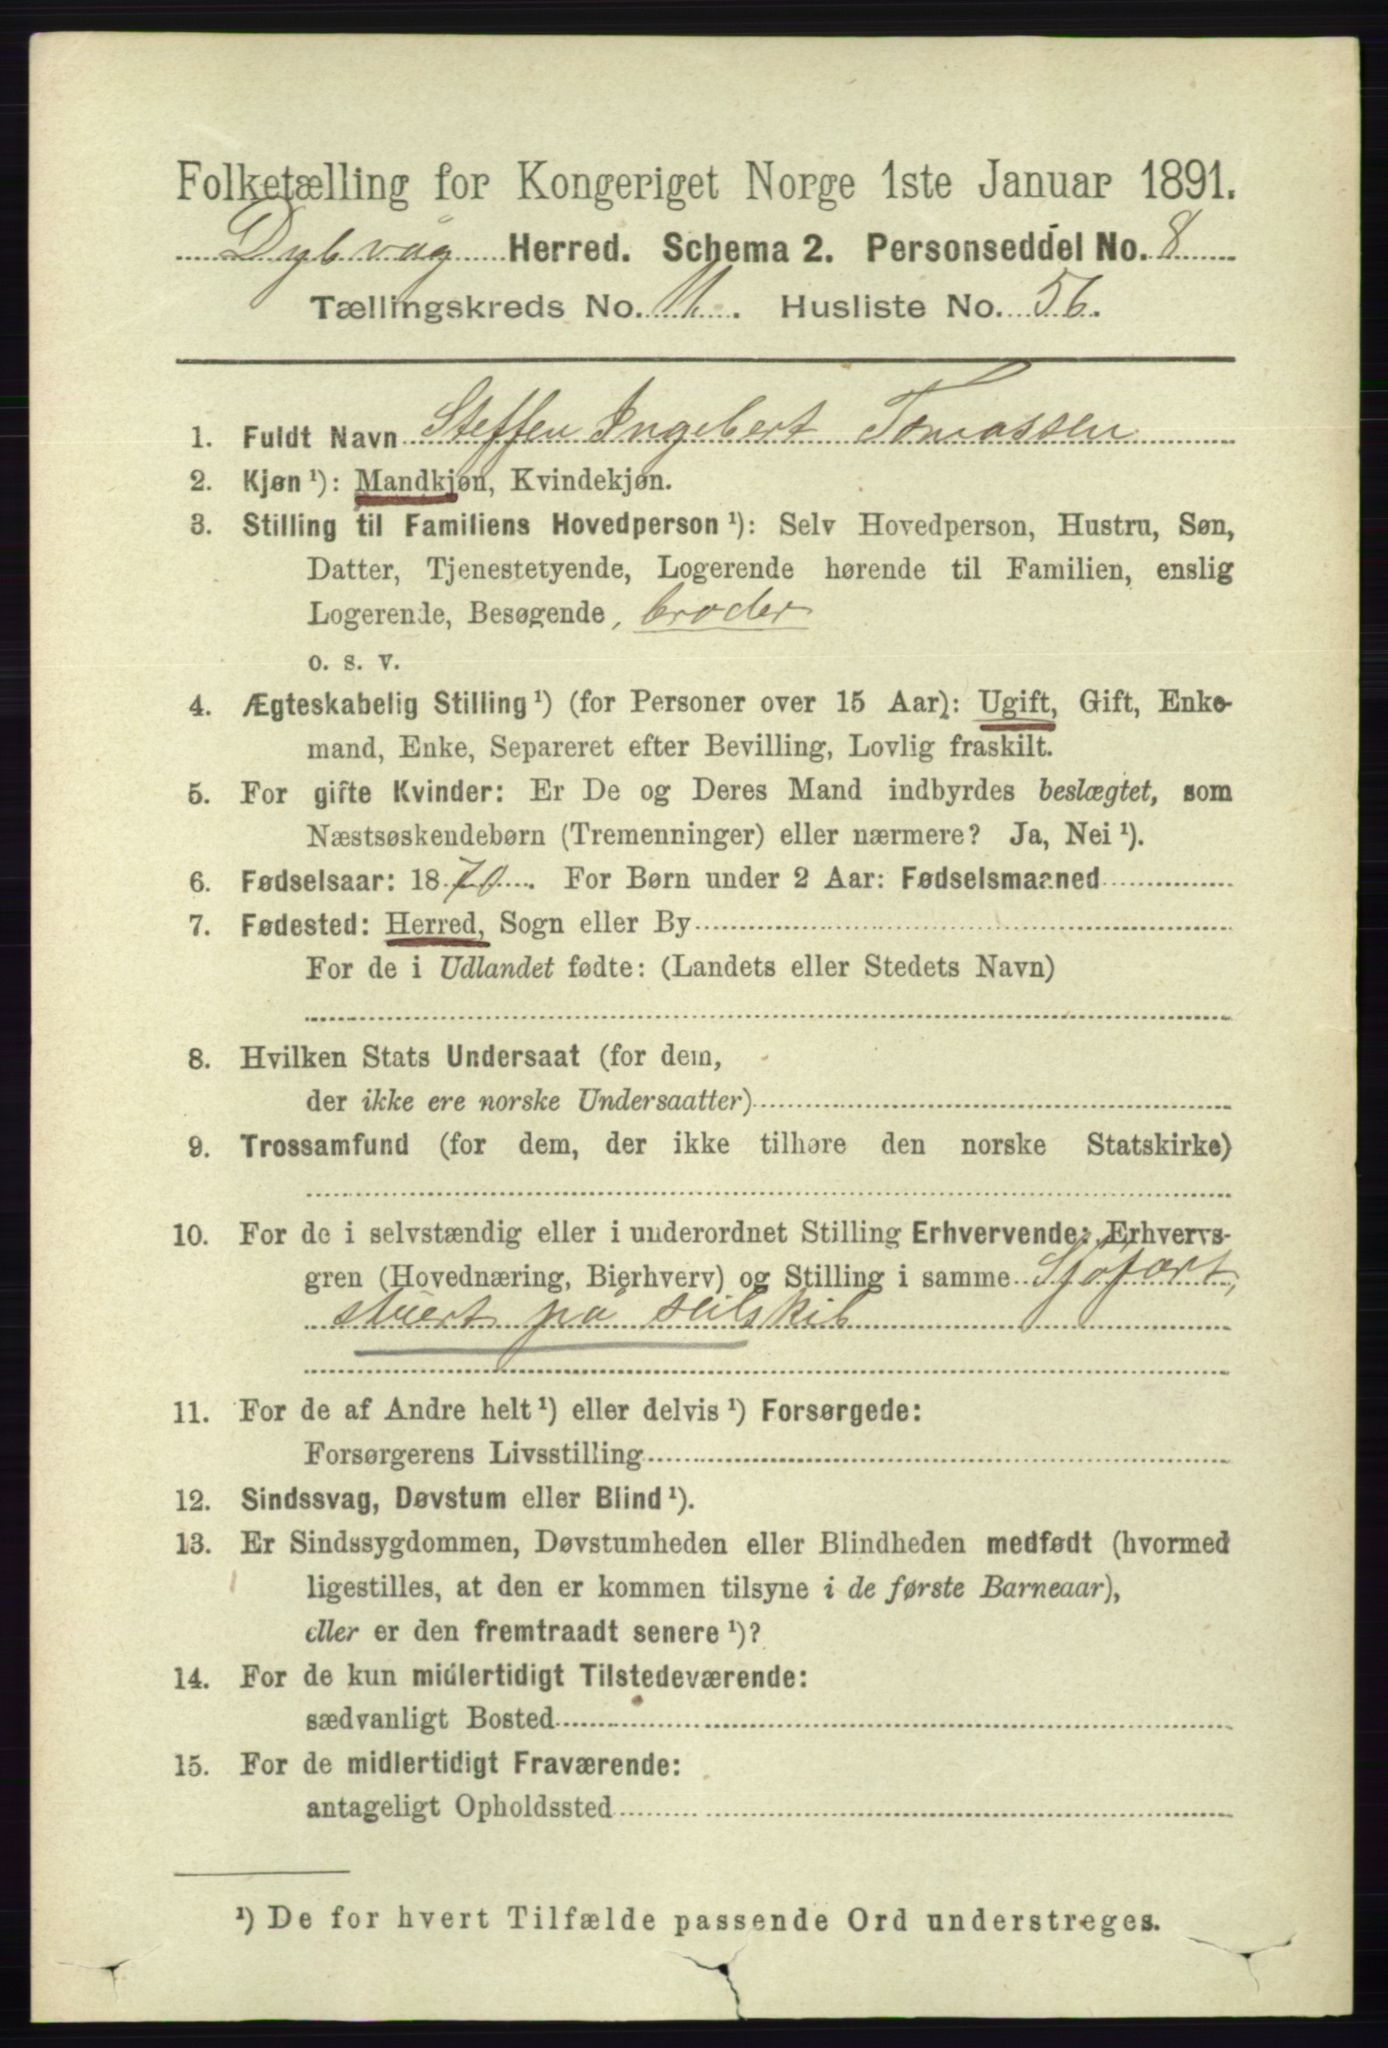 Folketælling for Kongeriget Norge 1ste Januar 1891.
Dybvåg Herred. Schema 2. Personseddel No. 8
Tællingskreds No. 11. Husliste No. 56.
1. Fuldt Navn Steffen Ingebert Tomassen
2. Kjøn ¹): Mandkjøn, Kvindekjøn.
3. Stilling til Familiens Hovedperson ¹): Selv Hovedperson, Hustru, Søn,
Datter, Tjenestetyende, Logerende hørende til Familien, enslig
Logerende, Besøgende, broder
o. s. v.
4. Ægteskabelig Stilling ¹) (for Personer over 15 Aar): Ugift, Gift, Enke-
mand, Enke, Separeret efter Bevilling, Lovlig fraskilt.
5. For gifte Kvinder: Er De og Deres Mand indbyrdes beslægtet, som
Næstsøskendebørn (Tremenninger) eller nærmere? Ja, Nei ¹).
6. Fødselsaar: 1870. For Børn under 2 Aar: Fødselsmaaned
7. Fødested: Herred, Sogn eller By
For de i Udlandet fødte: (Landets eller Stedets Navn)
8. Hvilken Stats Undersaat (for dem,
der ikke ere norske Undersaatter)
9. Trossamfund (for dem, der ikke tilhøre den norske Statskirke)
10. For de i selvstændig eller i underordnet Stilling Erhvervende: Erhvervs-
gren (Hovednæring, Bierhverv) og Stilling i samme Sjøfart,
stuert på seilskib
11. For de af Andre helt ¹) eller delvis ¹) Forsørgede:
Forsørgerens Livsstilling
12. Sindssvag, Døvstum eller Blind ¹).
13. Er Sindssygdommen, Døvstumheden eller Blindheden medfødt (hvormed
ligestilles, at den er kommen tilsyne i de første Barneaar),
eller er den fremtraadt senere ¹)?
14. For de kun midlertidigt Tilstedeværende:
sædvanligt Bosted
15. For de midlertidigt Fraværende:
antageligt Opholdssted
¹) De for hvert Tilfælde passende Ord understreges.